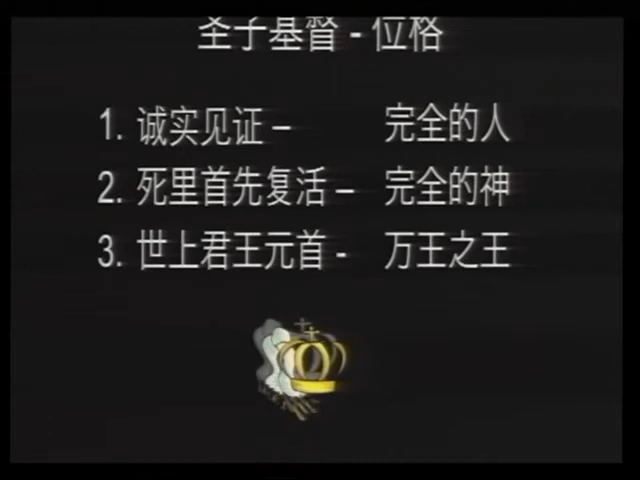 圣子基督 - 位格
1. 诚实见证 – 完全的人
2. 死里首先复活 – 完全的神
3. 世上君王元首 - 万王之王